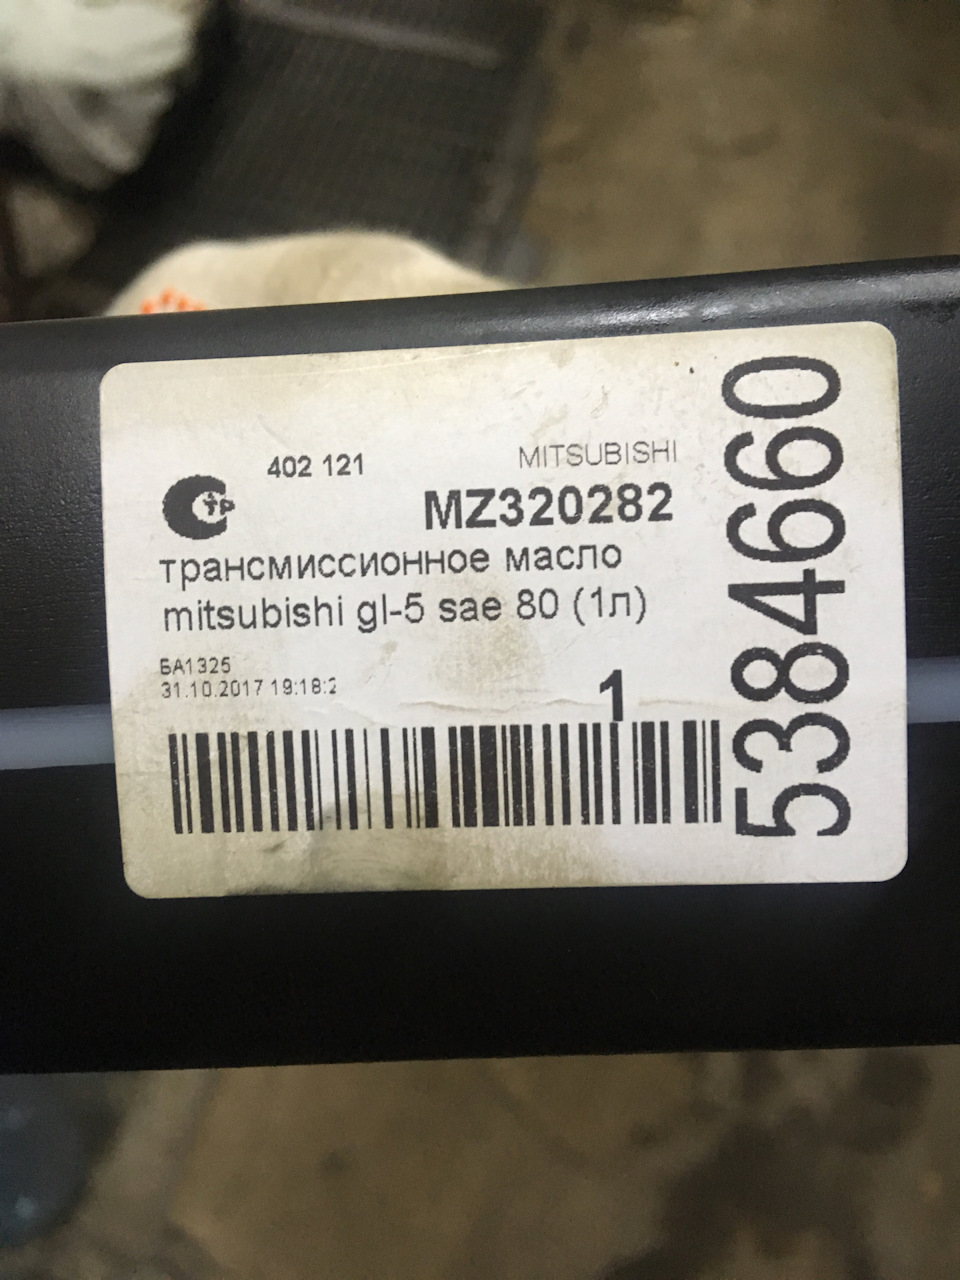 402 121
MITSUBISHI
MZ320282
трансмиссионное масло
mitsubishi gl-5 sae 80 (1л)
БА1325
31.10.2017 19:18:2
1
5384660